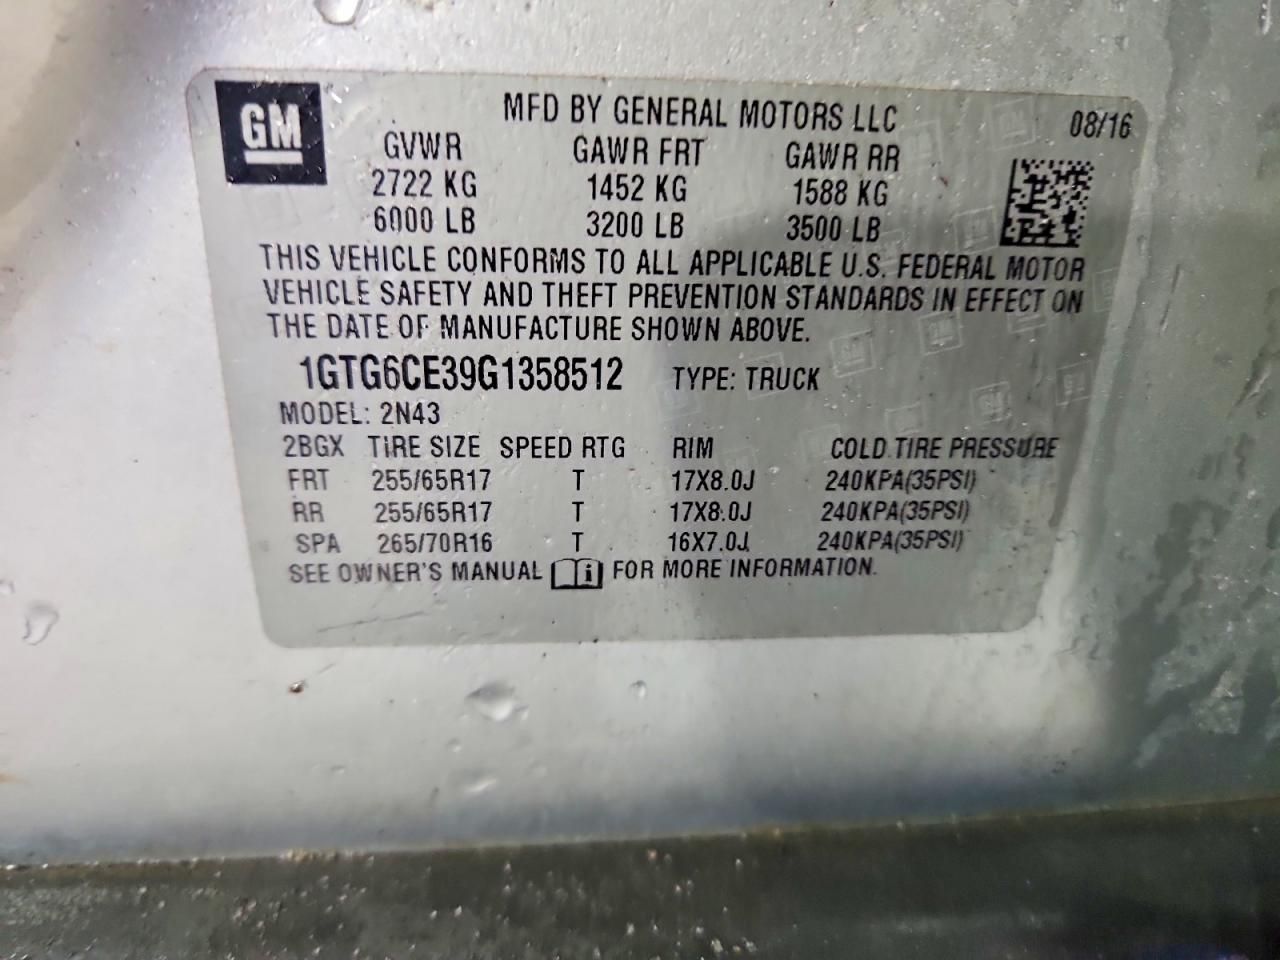 GM
MFD BY GENERAL MOTORS LLC 08/16
GVWR GAWR FRT GAWR RR
2722 KG 1452 KG 1588 KG
6000 LB 3200 LB 3500 LB
THIS VEHICLE CONFORMS TO ALL APPLICABLE U.S. FEDERAL MOTOR
VEHICLE SAFETY AND THEFT PREVENTION STANDARDS IN EFFECT ON
THE DATE OF MANUFACTURE SHOWN ABOVE.
1GTG6CE39G1358512 TYPE: TRUCK
MODEL: 2N43
2BGX TIRE SIZE SPEED RTG RIM COLD TIRE PRESSURE
FRT 255/65R17 T 17X8.0J 240KPA(35PSI)
RR 255/65R17 T 17X8.0J 240KPA(35PSI)
SPA 265/70R16 T 16X7.0J 240KPA(35PSI)
SEE OWNER'S MANUAL i FOR MORE INFORMATION.